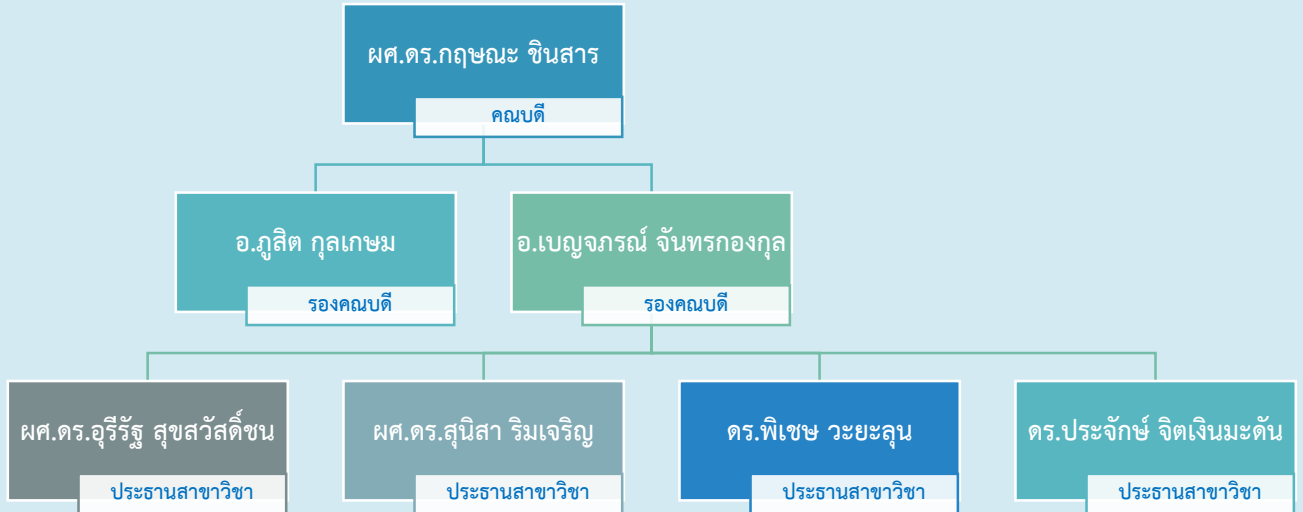 ผศ.ดร.กฤษณะ ชินสาร
คณบดี
อ.ภูสิต กุลเกษม
รองคณบดี
อ.เบญจภรณ์ จันทรกองกุล
รองคณบดี
ผศ.ดร.อุรีรัฐ สุขสวัสดิ์ชน
ประธานสาขาวิชา
ผศ.ดร.สุนิสา ริมเจริญ
ประธานสาขาวิชา
ดร.พิเชษ วะยะลุน
ประธานสาขาวิชา
ดร.ประจักษ์ จิตเงินมะดัน
ประธานสาขาวิชา